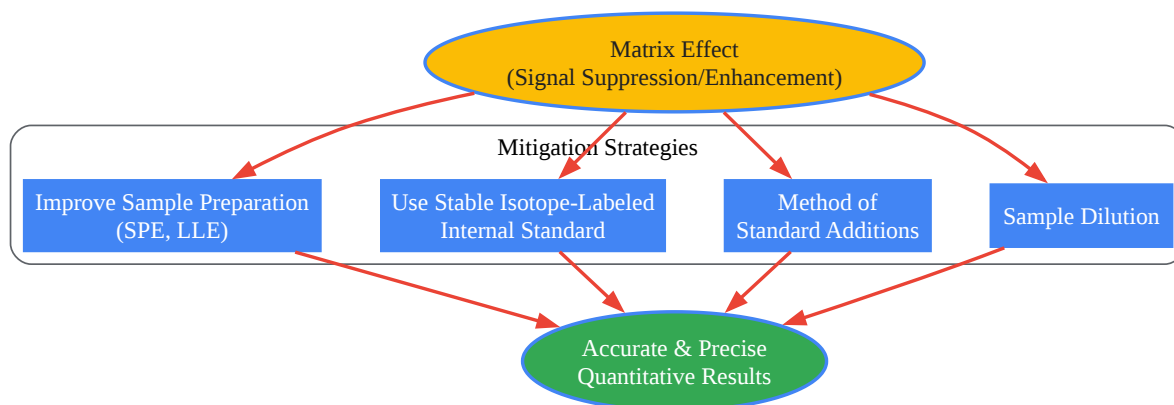 Matrix Effect
(Signal Suppression/Enhancement)
Mitigation Strategies
Improve Sample Preparation
(SPE, LLE)
Use Stable Isotope-Labeled
Internal Standard
Method of
Standard Additions
Sample Dilution
Accurate & Precise
Quantitative Results